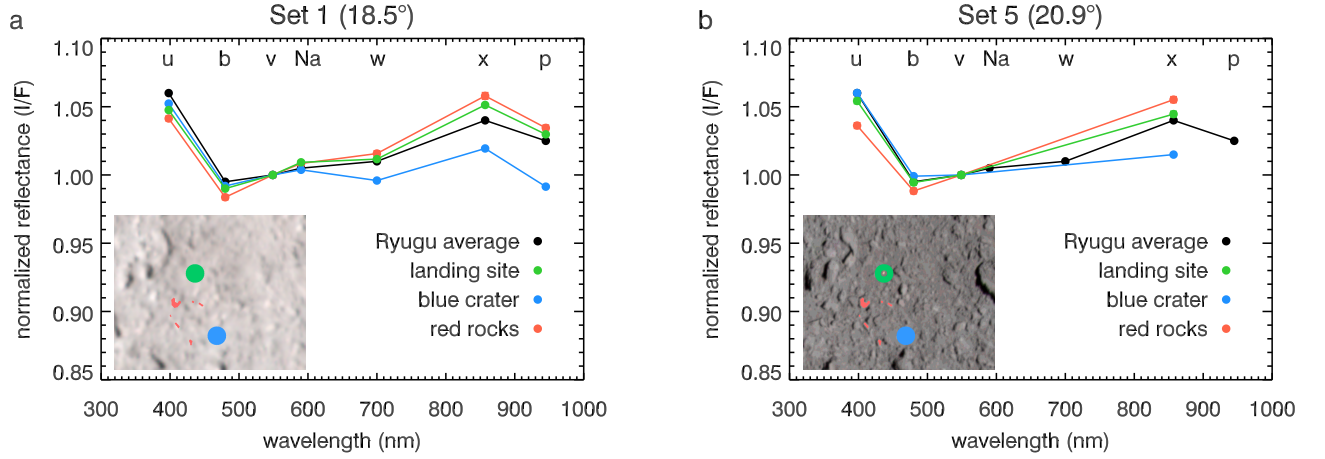 a
Set 1 (18.5°)
u b v Na w x p
1.10
1.05
1.00
0.95
0.90
0.85
normalized reflectance (I/F)
Ryugu average
landing site
blue crater
red rocks
300 400 500 600 700 800 900 1000
wavelength (nm)
b
Set 5 (20.9°)
u b v Na w x p
1.10
1.05
1.00
0.95
0.90
0.85
normalized reflectance (I/F)
Ryugu average
landing site
blue crater
red rocks
300 400 500 600 700 800 900 1000
wavelength (nm)